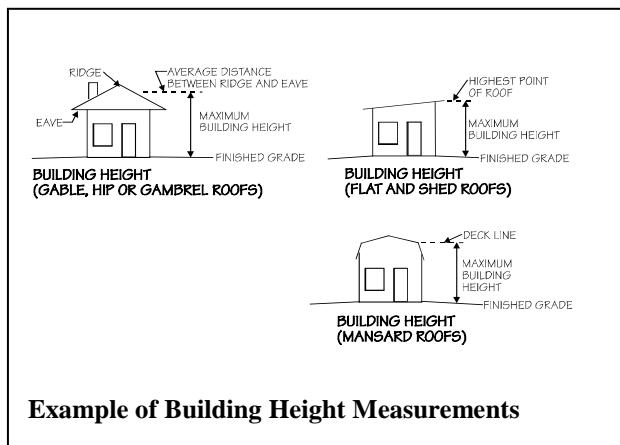 RIDGE
AVERAGE DISTANCE
BETWEEN RIDGE AND EAVE
EAVE
MAXIMUM
BUILDING HEIGHT
FINISHED GRADE
BUILDING HEIGHT
(GABLE, HIP OR GAMBREL ROOFS)
HIGHEST POINT
OF ROOF
MAXIMUM
BUILDING HEIGHT
FINISHED GRADE
BUILDING HEIGHT
(FLAT AND SHED ROOFS)
DECK LINE
MAXIMUM
BUILDING
HEIGHT
FINISHED GRADE
BUILDING HEIGHT
(MANSARD ROOFS)
Example of Building Height Measurements